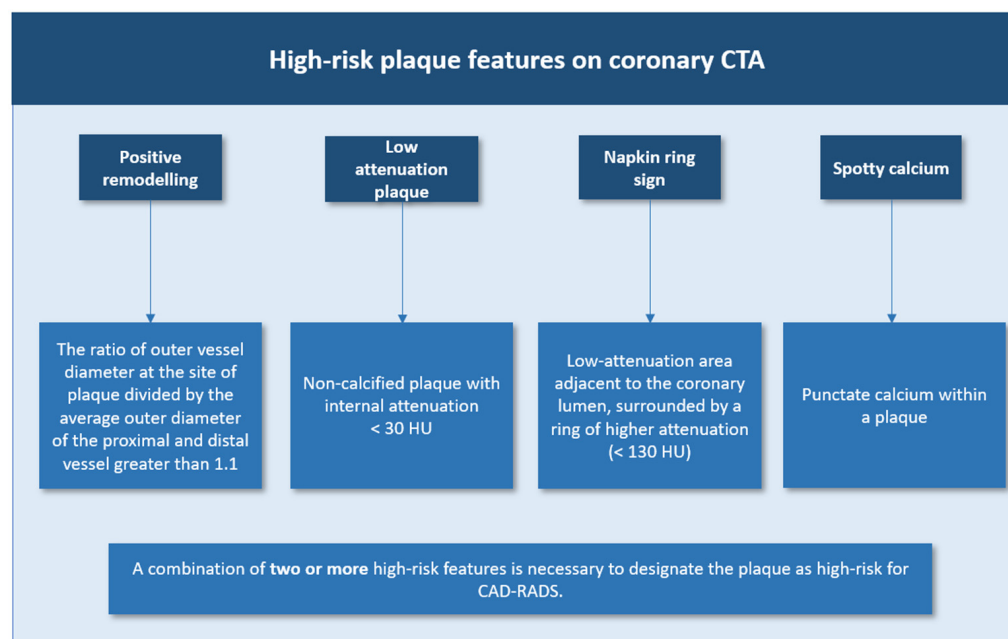 High-risk plaque features on coronary CTA
Positive
remodelling
Low
attenuation
plaque
Napkin ring
sign
Spotty calcium
The ratio of outer vessel
diameter at the site of
plaque divided by the
average outer diameter
of the proximal and distal
vessel greater than 1.1
Non-calcified plaque with
internal attenuation
< 30 HU
Low-attenuation area
adjacent to the coronary
lumen, surrounded by a
ring of higher attenuation
(< 130 HU)
Punctate calcium within
a plaque
A combination of two or more high-risk features is necessary to designate the plaque as high-risk for
CAD-RADS.